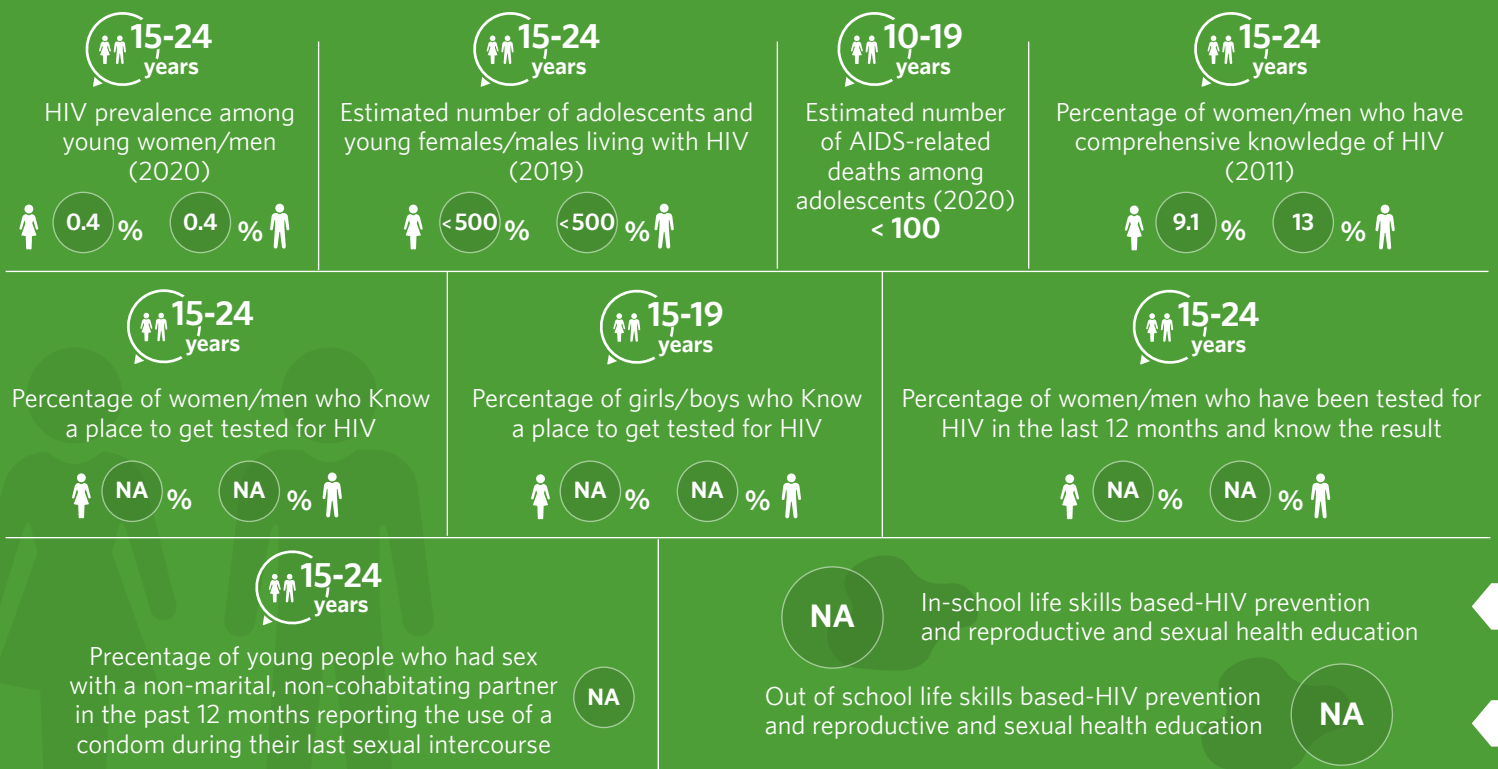 15-24
years
HIV prevalence among
young women/men
(2020)
0.4 % 0.4 %
15-24
years
Estimated number of adolescents and
young females/males living with HIV
(2019)
<500 % <500 %
10-19
years
Estimated number
of AIDS-related
deaths among
adolescents (2020)
< 100
15-24
years
Percentage of women/men who have
comprehensive knowledge of HIV
(2011)
9.1 % 13 %
15-24
years
Percentage of women/men who Know
a place to get tested for HIV
NA % NA %
15-19
years
Percentage of girls/boys who Know
a place to get tested for HIV
NA % NA %
15-24
years
Percentage of women/men who have been tested for
HIV in the last 12 months and know the result
NA % NA %
15-24
years
Precentage of young people who had sex
with a non-marital, non-cohabitating partner
in the past 12 months reporting the use of a
condom during their last sexual intercourse
NA
NA
In-school life skills based-HIV prevention
and reproductive and sexual health education
Out of school life skills based-HIV prevention
and reproductive and sexual health education
NA